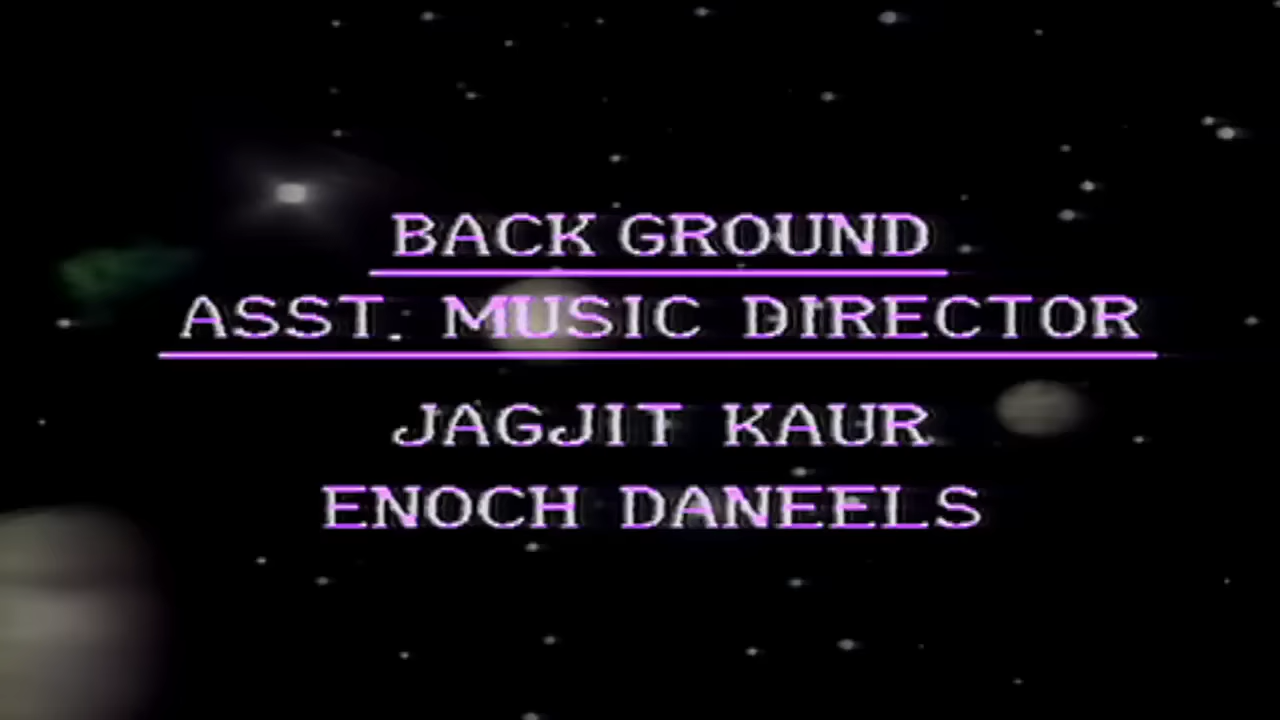 BACK GROUND
ASST. MUSIC DIRECTOR
JAGJIT KAUR
ENOCH DANEELS